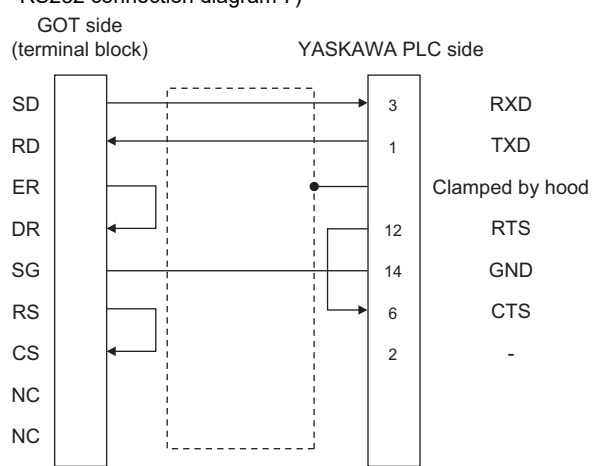 RS232 connection diagram 7)
GOT side
(terminal block)
YASKAWA PLC side
SD 3 RXD
RD 1 TXD
ER Clamped by hood
DR 12 RTS
SG 14 GND
RS 6 CTS
CS 2 -
NC
NC